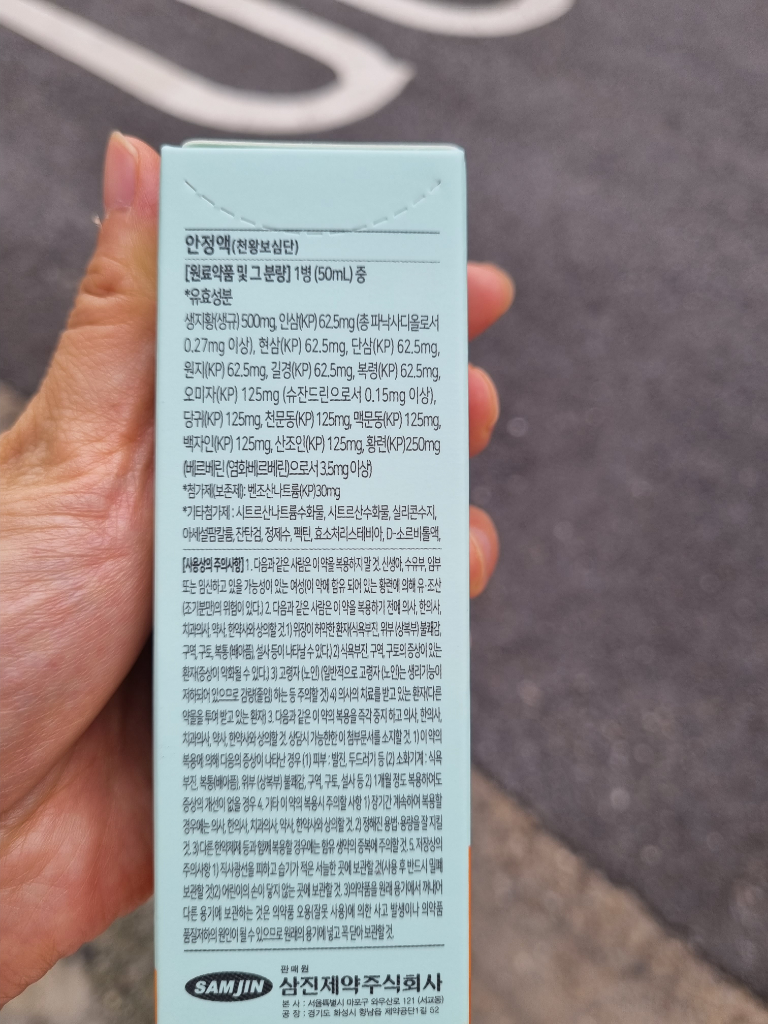 안정액(천왕보심단)
[원료약품 및 그 분량] 1병 (50mL) 중
*유효성분
생지황(생규) 500mg, 인삼(KP) 62.5mg (총 파낙사디올로서
0.27mg 이상), 현삼(KP) 62.5mg, 단삼(KP) 62.5mg,
원지(KP) 62.5mg, 길경(KP) 62.5mg, 복령(KP) 62.5mg,
오미자(KP) 125mg (슈잔드린으로서 0.15mg 이상),
당귀(KP) 125mg, 천문동(KP) 125mg, 맥문동(KP) 125mg,
백자인(KP) 125mg, 산조인(KP) 125mg, 황련(KP)250mg
(베르베린 (염화베르베린)으로서 3.5mg 이상)
*첨가제(보존제): 벤조산나트륨(KP)30mg
*기타첨가제 : 시트르산나트륨수화물, 시트르산수화물, 실리콘수지,
아세설팜칼륨, 잔탄검, 정제수, 펙틴, 효소처리스테비아, D-소르비톨액,
[사용상의 주의사항] 1. 다음과 같은 사람은 이 약을 복용하지 말 것. 신생아, 수유부, 임부
또는 임신하고 있을 가능성이 있는 여성(이 약에 함유 되어 있는 황련에 의해 유·조산
(조기분만)의 위험이 있다.) 2. 다음과 같은 사람은 이 약을 복용하기 전에 의사, 한의사,
치과의사, 약사, 한약사와 상의할 것. 1) 위장이 허약한 환자(식욕부진, 위부 (상복부) 불쾌감,
구역, 구토, 복통 (배아픔), 설사 등이 나타날 수 있다.) 2) 식욕부진, 구역, 구토의 증상이 있는
환자(증상이 악화될 수 있다.) 3) 고령자 (노인) (일반적으로 고령자 (노인)는 생리기능이
저하되어 있으므로 감량(줄임) 하는 등 주의할 것) 4) 의사의 치료를 받고 있는 환자(다른
약물을 투여 받고 있는 환자) 3. 다음과 같은 경우 이 약의 복용을 즉각 중지 하고 의사, 한의사,
치과의사, 약사, 한약사와 상의할 것. 상담시 가능한한 이 첨부문서를 소지할 것. 1) 이 약의
복용에 의해 다음의 증상이 나타난 경우 (1) 피부 : 발진, 두드러기 등 (2) 소화기계 : 식욕
부진, 복통(배아픔), 위부 (상복부) 불쾌감, 구역, 구토, 설사 등 2) 1개월 정도 복용하여도
증상의 개선이 없을 경우 4. 기타 이 약의 복용시 주의할 사항 1) 장기간 계속하여 복용할
경우에는 의사, 한의사, 치과의사, 약사, 한약사와 상의할 것. 2) 정해진 용법·용량을 잘 지킬
것. 3) 다른 한약제제 등과 함께 복용할 경우에는 함유 생약의 중복에 주의할 것. 5. 저장상의
주의사항 1) 직사광선을 피하고 습기가 적은 서늘한 곳에 보관할 것(사용 후 반드시 밀폐
보관할 것)2) 어린이의 손이 닿지 않는 곳에 보관할 것. 3)의약품을 원래 용기에서 꺼내어
다른 용기에 보관하는 것은 의약품 오용(잘못 사용)에 의한 사고 발생이나 의약품
품질저하의 원인이 될 수 있으므로 원래의 용기에 넣고 꼭 닫아 보관할 것.
판매원
SAMJIN 삼진제약주식회사
본 사 : 서울특별시 마포구 와우산로 121 (서교동)
공 장 : 경기도 화성시 향남읍 제약공단1길 52